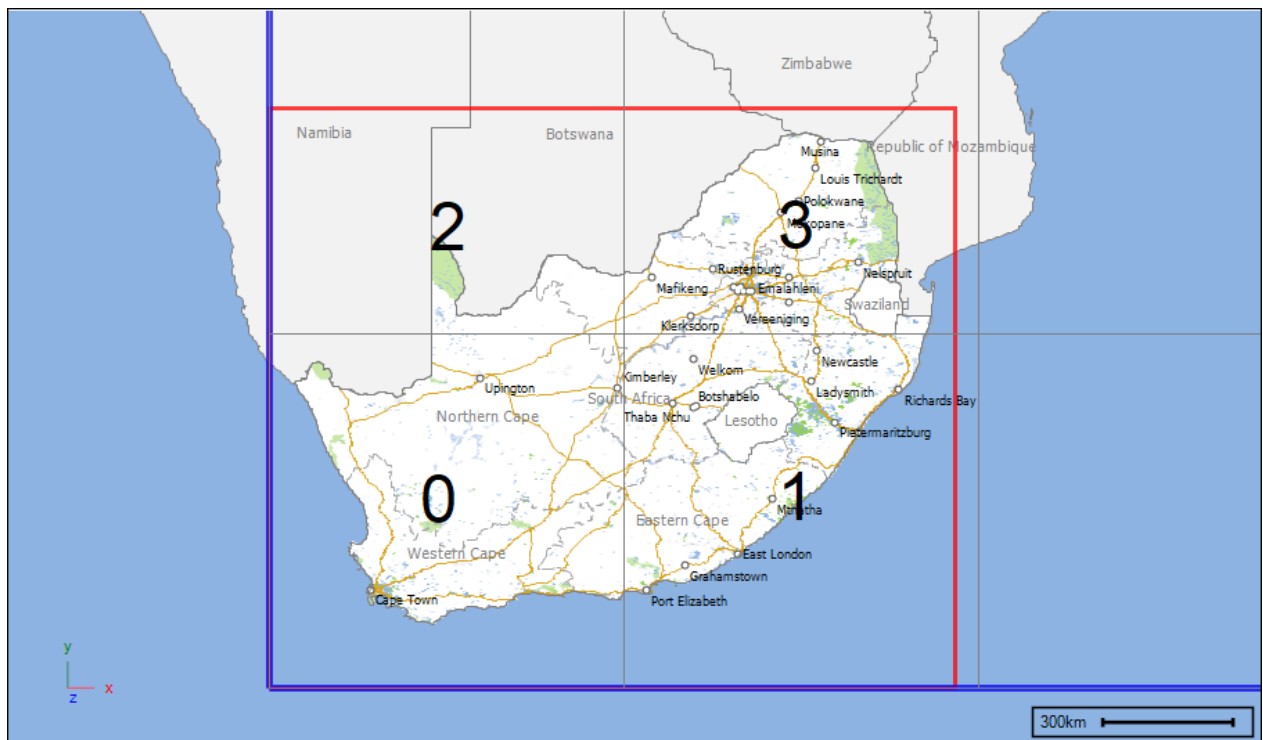 Zimbabwe
Namibia
Botswana
Republic of Mozambique
Musina
Louis Trichardt
2
3
Polokwane
Mokopane
Rustenburg
Nelspruit
Mafikeng
Emalahleni
Swaziland
Klerksdorp
Vereeniging
Newcastle
Welkom
Kimberley
Upington
Ladysmith
South Africa
Botshabelo
Richards Bay
Northern Cape
Thaba Nchu
Lesotho
Pietermaritzburg
0
1
Mthatha
Eastern Cape
Western Cape
East London
Grahamstown
Cape Town
Port Elizabeth
y
x
z
300km